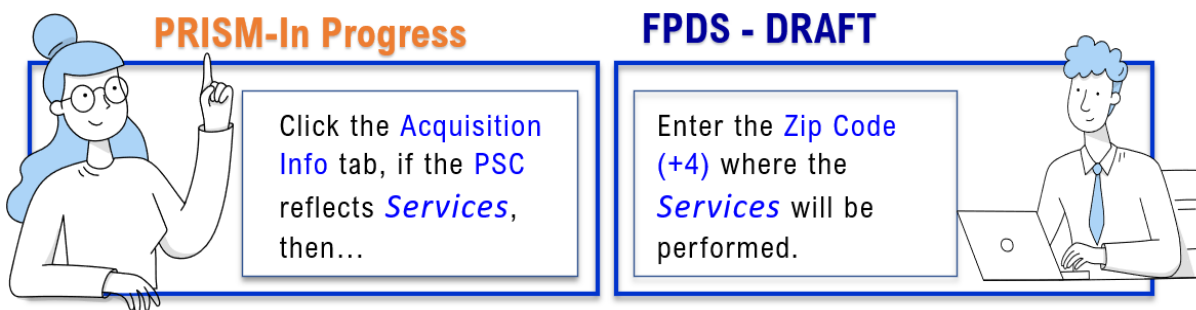 PRISM-In Progress
Click the Acquisition
Info tab, if the PSC
reflects Services,
then...
FPDS - DRAFT
Enter the Zip Code
(+4) where the
Services will be
performed.